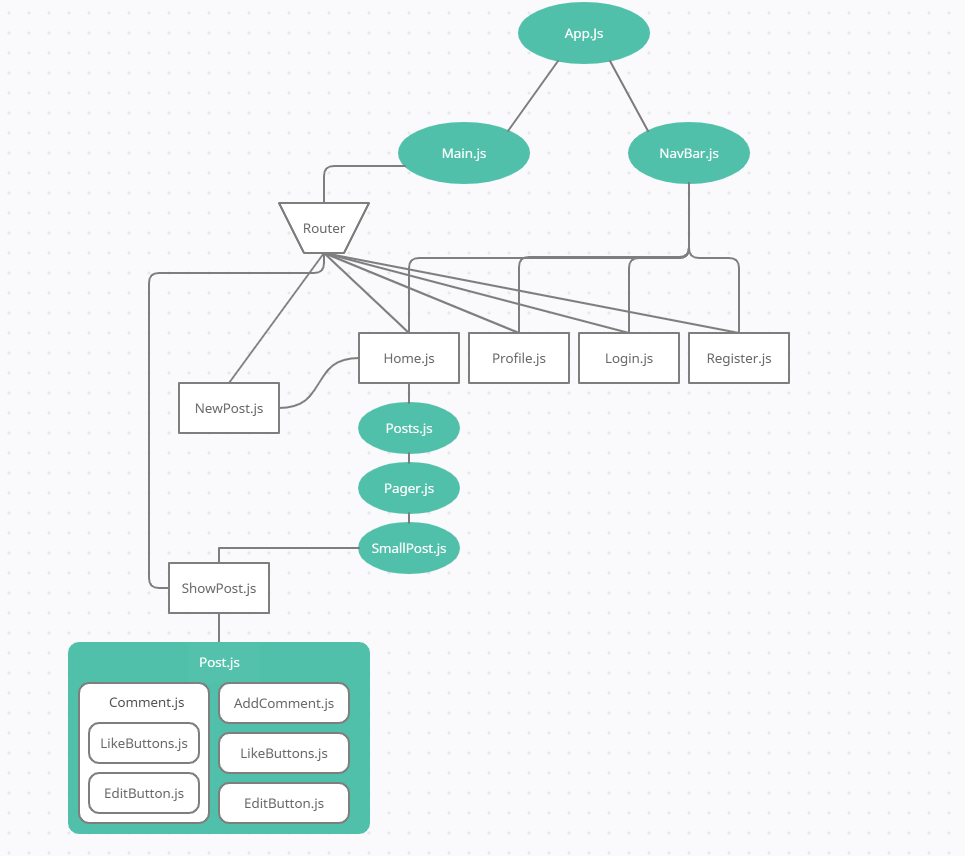 App.Js
Main.js
NavBar.js
Router
Home.js
Profile.js
Login.js
Register.js
NewPost.js
Posts.js
Pager.js
SmallPost.js
ShowPost.js
Post.js
Comment.js
LikeButtons.js
EditButton.js
AddComment.js
LikeButtons.js
EditButton.js